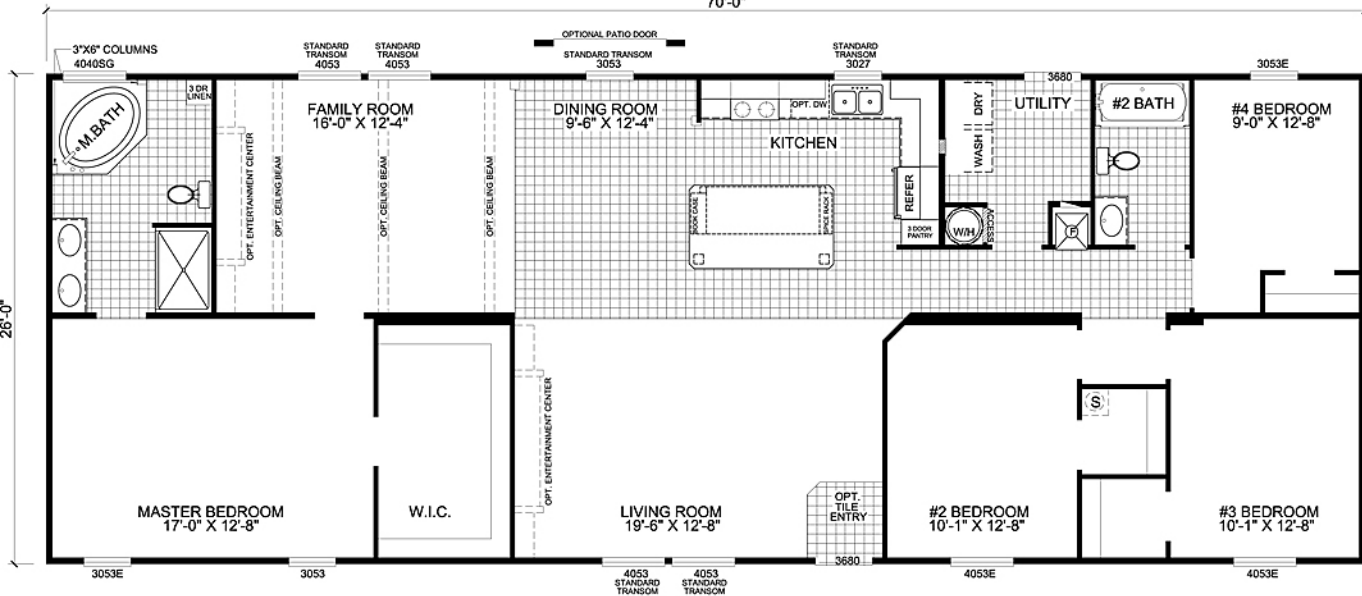 70'-0"
OPTIONAL PATIO DOOR
3"X6" COLUMNS
4040SG
STANDARD
TRANSOM
4053
STANDARD
TRANSOM
4053
STANDARD TRANSOM
3053
STANDARD
TRANSOM
3027
3680
3053E
M.BATH
3 DR
LINEN
FAMILY ROOM
16'-0" X 12'-4"
DINING ROOM
9'-6" X 12'-4"
OPT. DW
KITCHEN
DRY
WASH
UTILITY
#2 BATH
#4 BEDROOM
9'-0" X 12'-8"
OPT. ENTERTAINMENT CENTER
OPT. CEILING BEAM
OPT. CEILING BEAM
OPT. CEILING BEAM
BOOK CASE
SPICE RACK
REFER
3 DOOR
PANTRY
W/H
ACCESS
F
26'-0"
OPT. ENTERTAINMENT CENTER
S
MASTER BEDROOM
17'-0" X 12'-8"
W.I.C.
LIVING ROOM
19'-6" X 12'-8"
OPT.
TILE
ENTRY
#2 BEDROOM
10'-1" X 12'-8"
#3 BEDROOM
10'-1" X 12'-8"
3053E
3053
4053
STANDARD
TRANSOM
4053
STANDARD
TRANSOM
3680
4053E
4053E